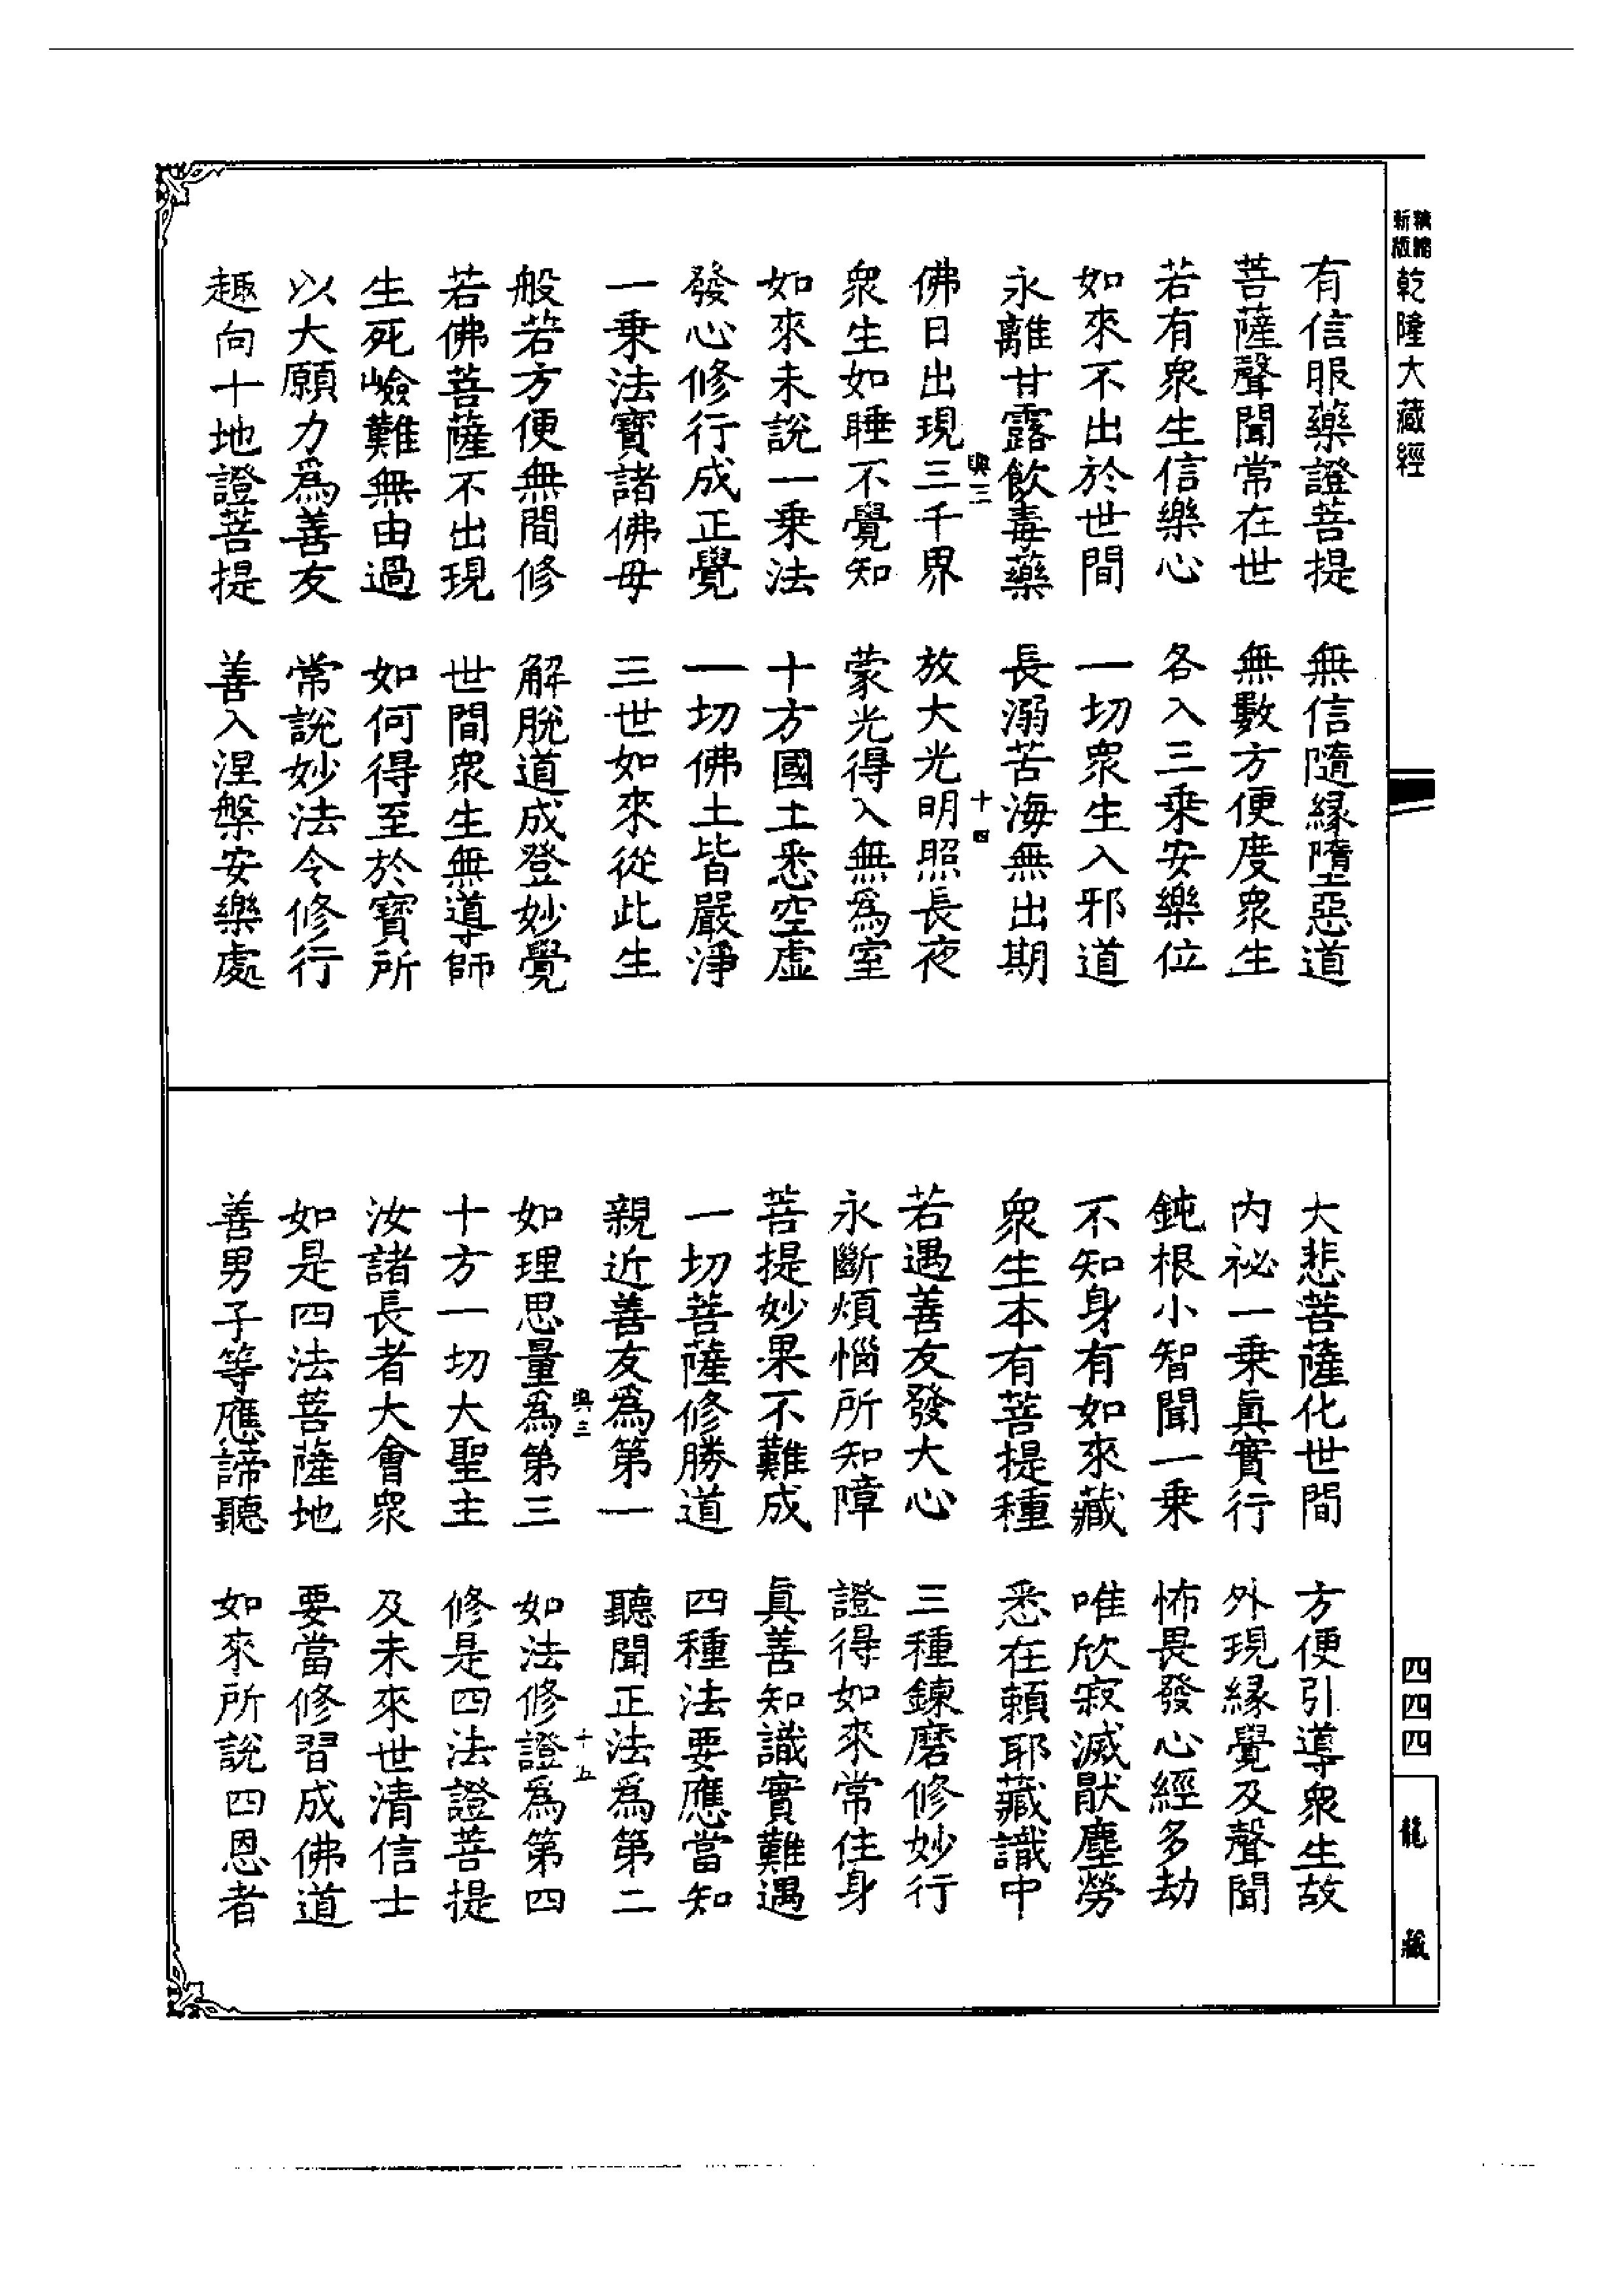 精縮新版乾隆大藏經
有信服藥證菩提 無信隨緣墮惡道
菩薩聲聞常在世 無數方便度衆生
若有衆生信樂心 各入三乘安樂位
如來不出於世間 一切衆生入邪道
永離甘露飲毒藥 長溺苦海無出期
輿三 十四
佛日出現三千界 放大光明照長夜
衆生如睡不覺知 蒙光得入無爲室
如來未說一乘法 十方國土悉空虛
發心修行成正覺 一切佛土皆嚴淨
一乘法寶諸佛母 三世如來從此生
般若方便無間修 解脫道成登妙覺
若佛菩薩不出現 世間衆生無導師
生死嶮難無由過 如何得至於寶所
以大願力爲善友 常說妙法令修行
趣向十地證菩提 善入涅槃安樂處
大悲菩薩化世間 方便引導衆生故
內祕一乘眞實行 外現緣覺及聲聞
鈍根小智聞一乘 怖畏發心經多劫
不知身有如來藏 唯欣寂滅猒塵勞
衆生本有菩提種 悉在賴耶藏識中
若遇善友發大心 三種鍊磨修妙行
永斷煩惱所知障 證得如來常住身
菩提妙果不難成 眞善知識實難遇
一切菩薩修勝道 四種法要應當知
親近善友爲第一 聽聞正法爲第二
輿三 十五
如理思量爲第三 如法修證爲第四
十方一切大聖主 修是四法證菩提
汝諸長者大會衆 及未來世清信士
如是四法菩薩地 要當修習成佛道
善男子等應諦聽 如來所說四恩者
四四四
龍藏